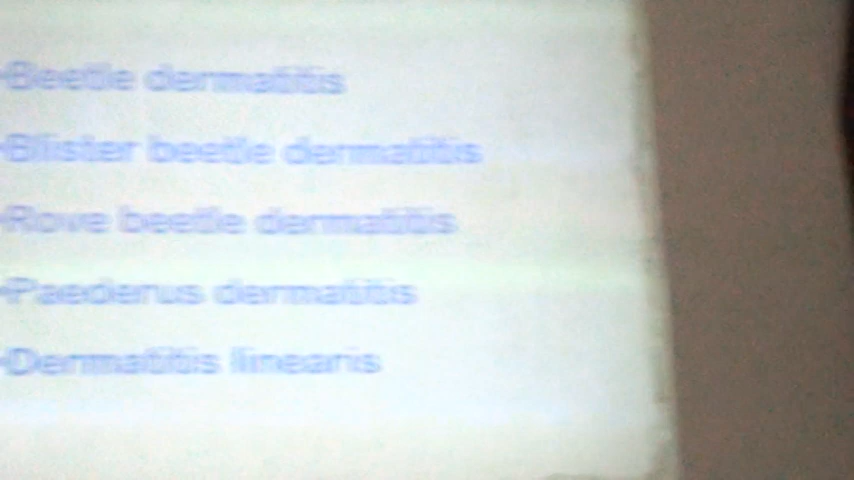 •Beetle dermatitis
•Blister beetle dermatitis
•Rove beetle dermatitis
•Paederus dermatitis
•Dermatitis linearis